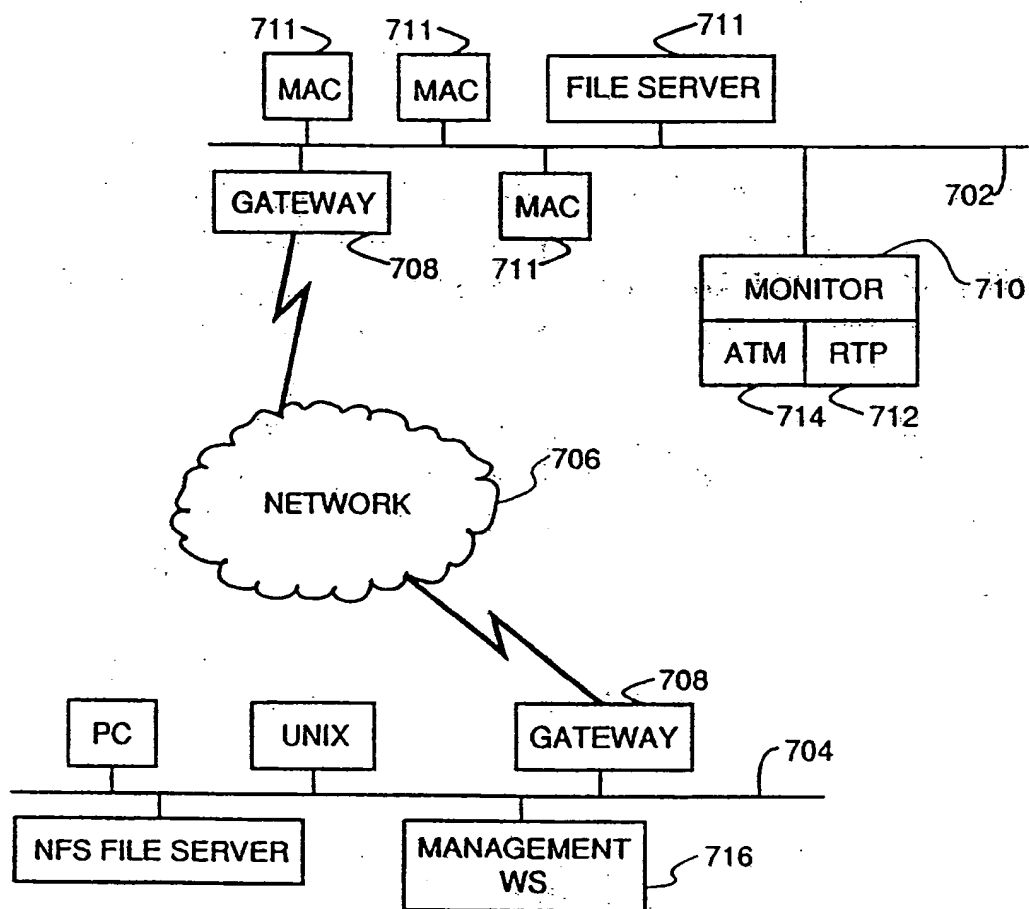 711
711
711
MAC
MAC
FILE SERVER
GATEWAY
MAC
702
708
711
MONITOR
710
ATM
RTP
714
712
706
NETWORK
708
PC
UNIX
GATEWAY
704
NFS FILE SERVER
MANAGEMENT
WS
716